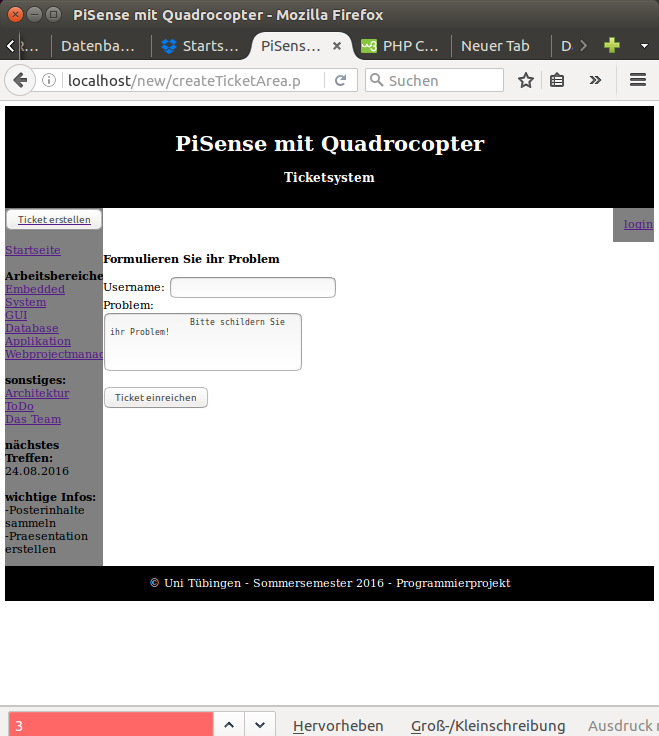 PiSense mit Quadrocopter - Mozilla Firefox
R…
Datenba…
Starts…
PiSens…
PHP C…
Neuer Tab
D
localhost/new/createTicketArea.p
Suchen
PiSense mit Quadrocopter
Ticketsystem
Ticket erstellen
login
Startseite
Arbeitsbereiche
Embedded
System
GUI
Database
Applikation
Webprojectmanag
sonstiges:
Architektur
ToDo
Das Team
nächstes
Treffen:
24.08.2016
wichtige Infos:
-Posterinhalte
sammeln
-Praesentation
erstellen
Formulieren Sie ihr Problem
Username:
Problem:
Bitte schildern Sie
ihr Problem!
Ticket einreichen
© Uni Tübingen - Sommersemester 2016 - Programmierprojekt
3
Hervorheben
Groß-/Kleinschreibung
Ausdruck